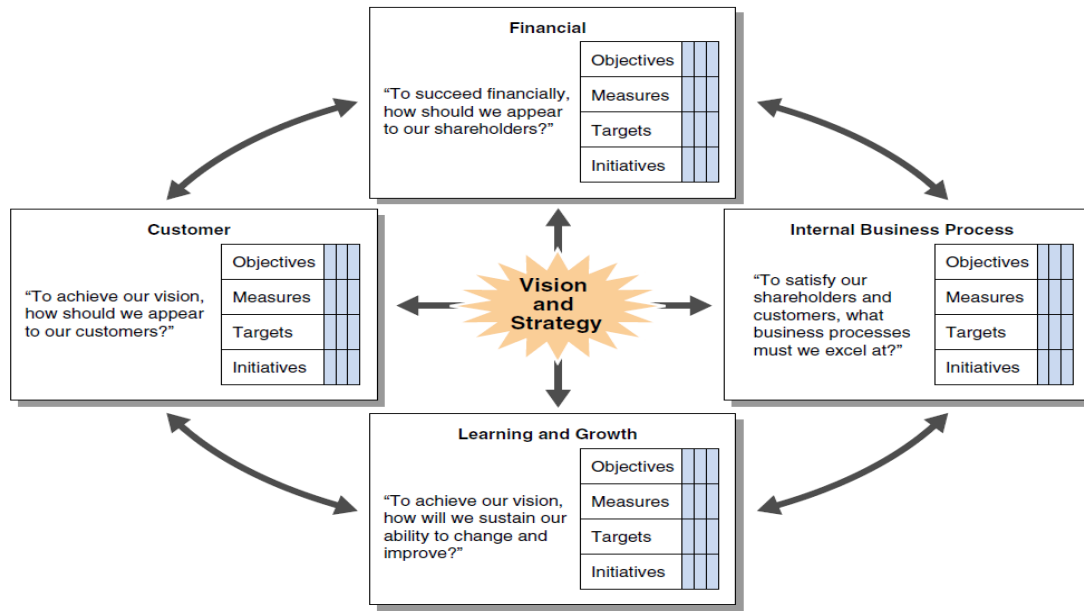 Financial
“To succeed financially,
how should we appear
to our shareholders?”
Objectives
Measures
Targets
Initiatives
Customer
“To achieve our vision,
how should we appear
to our customers?”
Objectives
Measures
Targets
Initiatives
Vision
and
Strategy
Internal Business Process
“To satisfy our
shareholders and
customers, what
business processes
must we excel at?”
Objectives
Measures
Targets
Initiatives
Learning and Growth
“To achieve our vision,
how will we sustain our
ability to change and
improve?”
Objectives
Measures
Targets
Initiatives